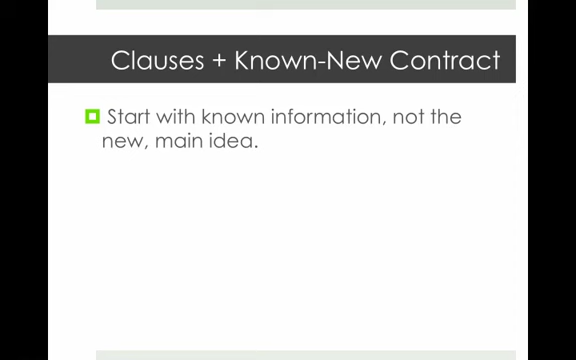 Clauses + Known-New Contract
Start with known information, not the
new, main idea.